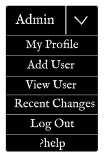 Admin
My Profile
Add User
View User
Recent Changes
Log Out
?help